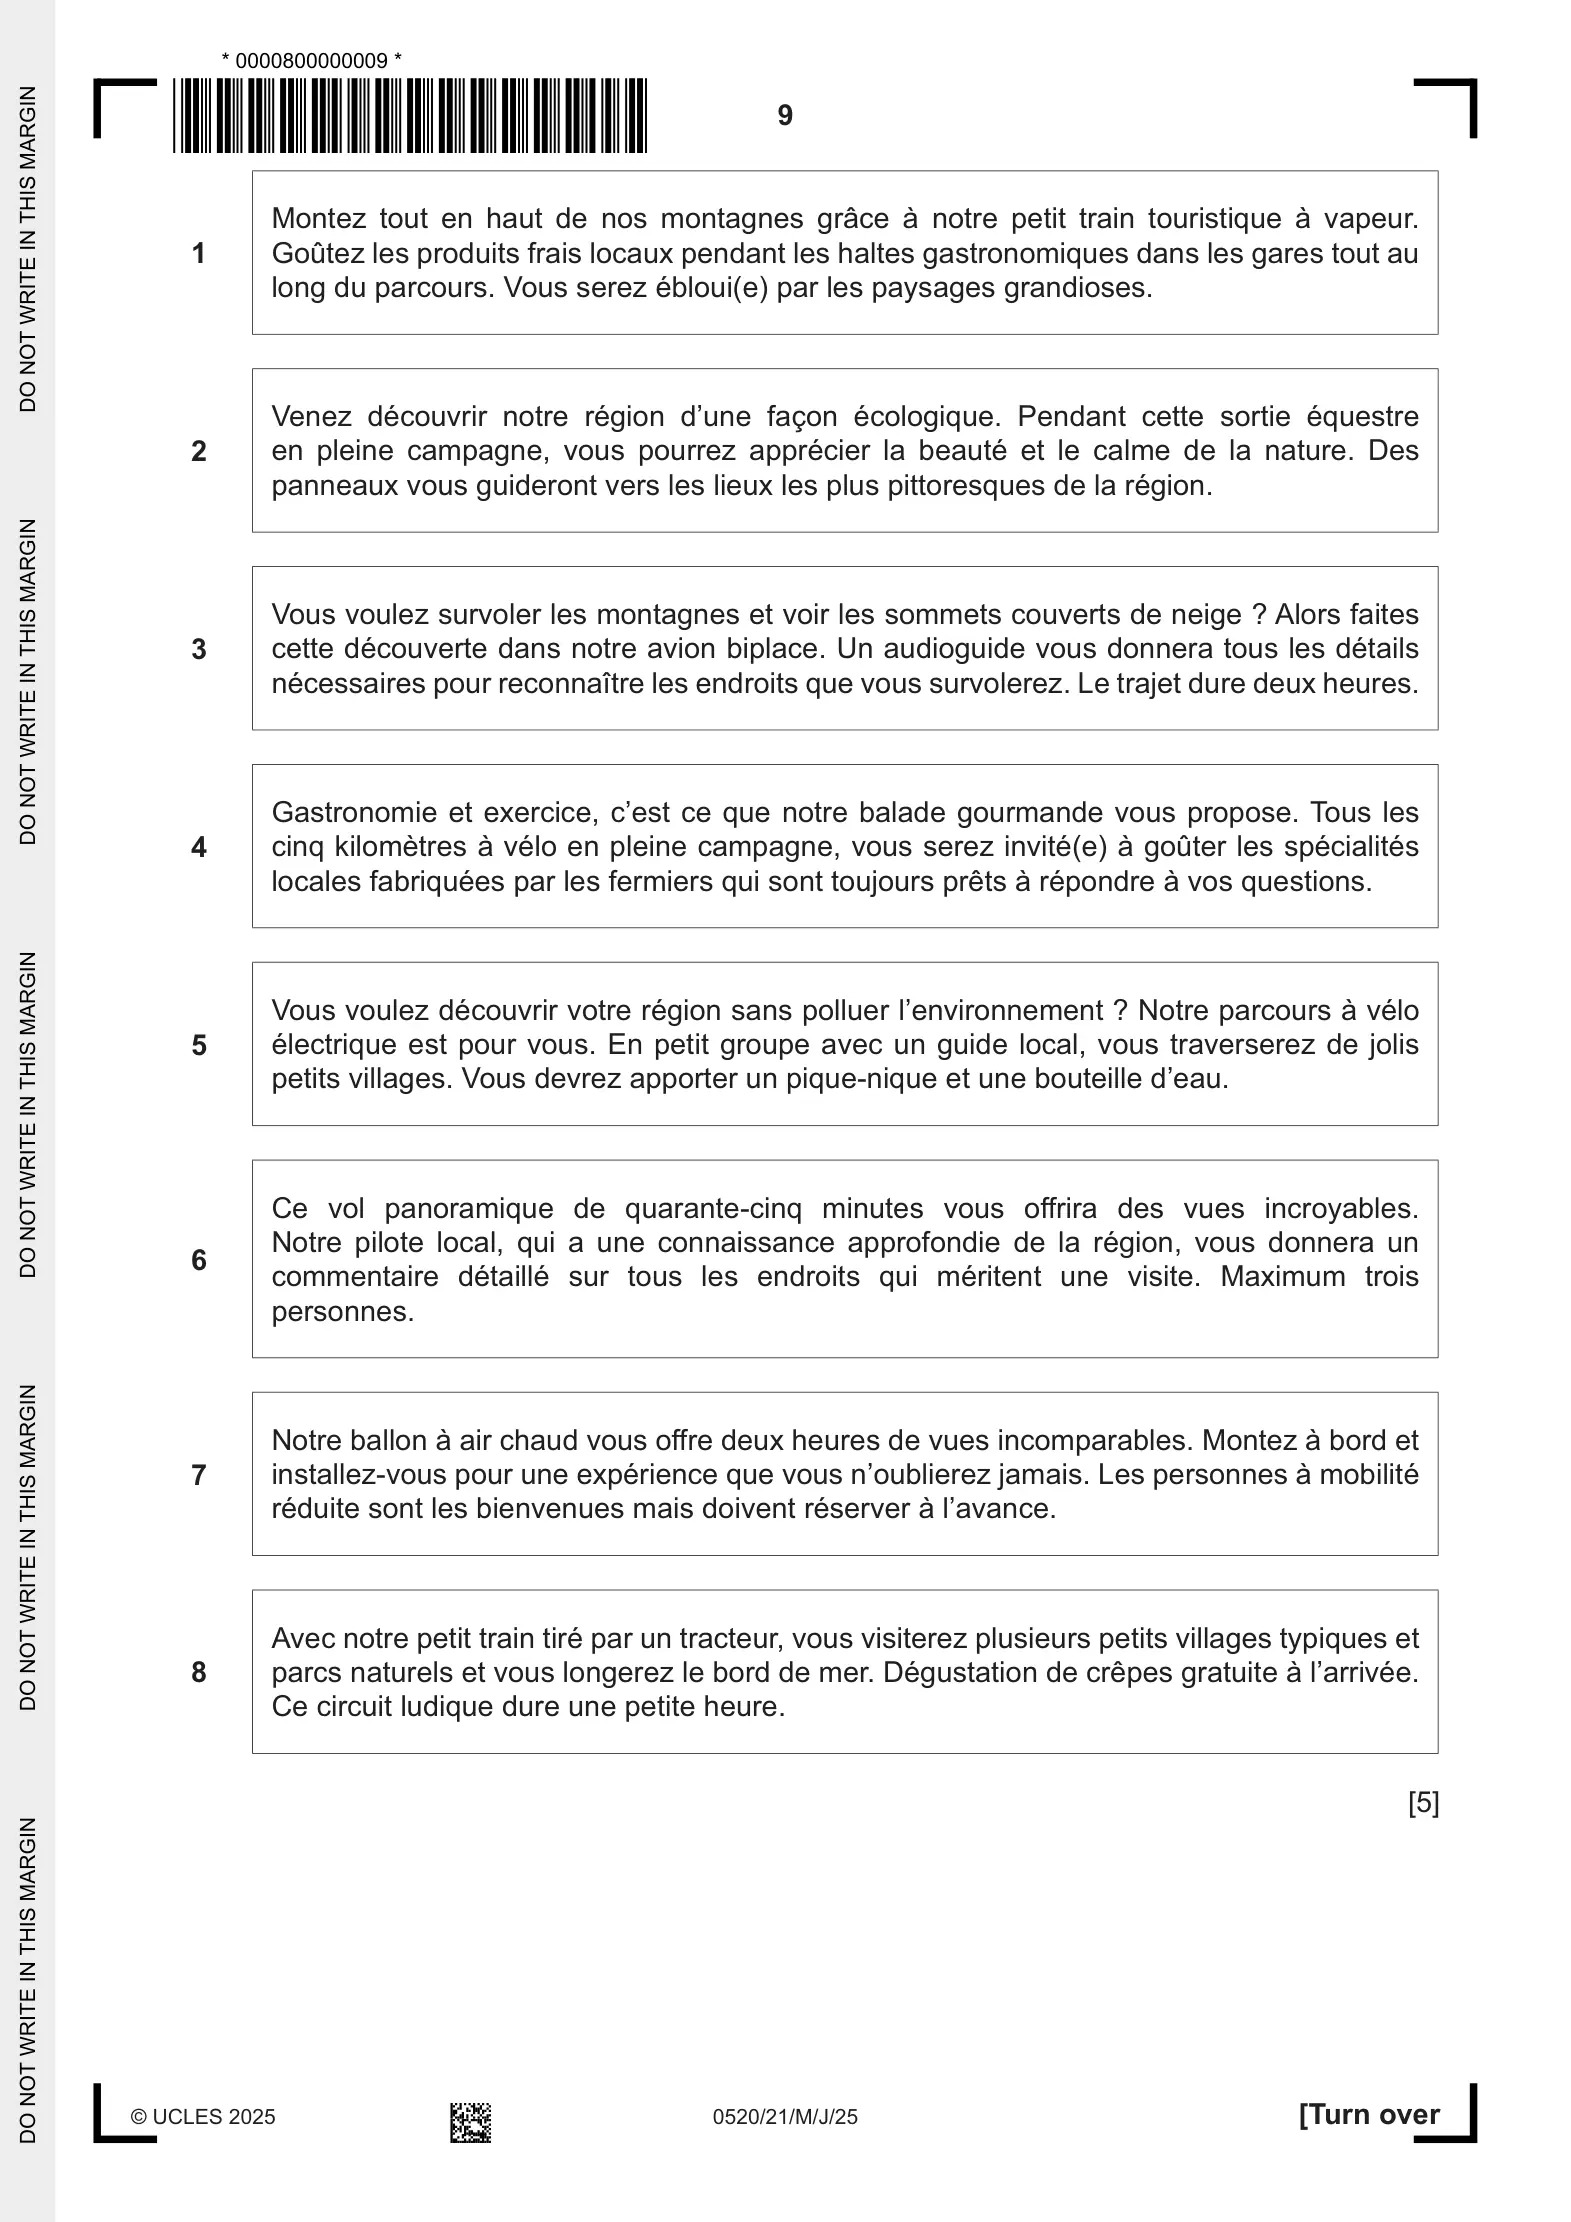 * 0000800000009 *
9
DO NOT WRITE IN THIS MARGIN
DO NOT WRITE IN THIS MARGIN
DO NOT WRITE IN THIS MARGIN
DO NOT WRITE IN THIS MARGIN
DO NOT WRITE IN THIS MARGIN
1
Montez tout en haut de nos montagnes grâce à notre petit train touristique à vapeur.
Goûtez les produits frais locaux pendant les haltes gastronomiques dans les gares tout au
long du parcours. Vous serez ébloui(e) par les paysages grandioses.
2
Venez découvrir notre région d’une façon écologique. Pendant cette sortie équestre
en pleine campagne, vous pourrez apprécier la beauté et le calme de la nature. Des
panneaux vous guideront vers les lieux les plus pittoresques de la région.
3
Vous voulez survoler les montagnes et voir les sommets couverts de neige ? Alors faites
cette découverte dans notre avion biplace. Un audioguide vous donnera tous les détails
nécessaires pour reconnaître les endroits que vous survolerez. Le trajet dure deux heures.
4
Gastronomie et exercice, c’est ce que notre balade gourmande vous propose. Tous les
cinq kilomètres à vélo en pleine campagne, vous serez invité(e) à goûter les spécialités
locales fabriquées par les fermiers qui sont toujours prêts à répondre à vos questions.
5
Vous voulez découvrir votre région sans polluer l’environnement ? Notre parcours à vélo
électrique est pour vous. En petit groupe avec un guide local, vous traverserez de jolis
petits villages. Vous devrez apporter un pique-nique et une bouteille d’eau.
6
Ce vol panoramique de quarante-cinq minutes vous offrira des vues incroyables.
Notre pilote local, qui a une connaissance approfondie de la région, vous donnera un
commentaire détaillé sur tous les endroits qui méritent une visite. Maximum trois
personnes.
7
Notre ballon à air chaud vous offre deux heures de vues incomparables. Montez à bord et
installez-vous pour une expérience que vous n’oublierez jamais. Les personnes à mobilité
réduite sont les bienvenues mais doivent réserver à l’avance.
8
Avec notre petit train tiré par un tracteur, vous visiterez plusieurs petits villages typiques et
parcs naturels et vous longerez le bord de mer. Dégustation de crêpes gratuite à l’arrivée.
Ce circuit ludique dure une petite heure.
[5]
© UCLES 2025
0520/21/M/J/25
[Turn over